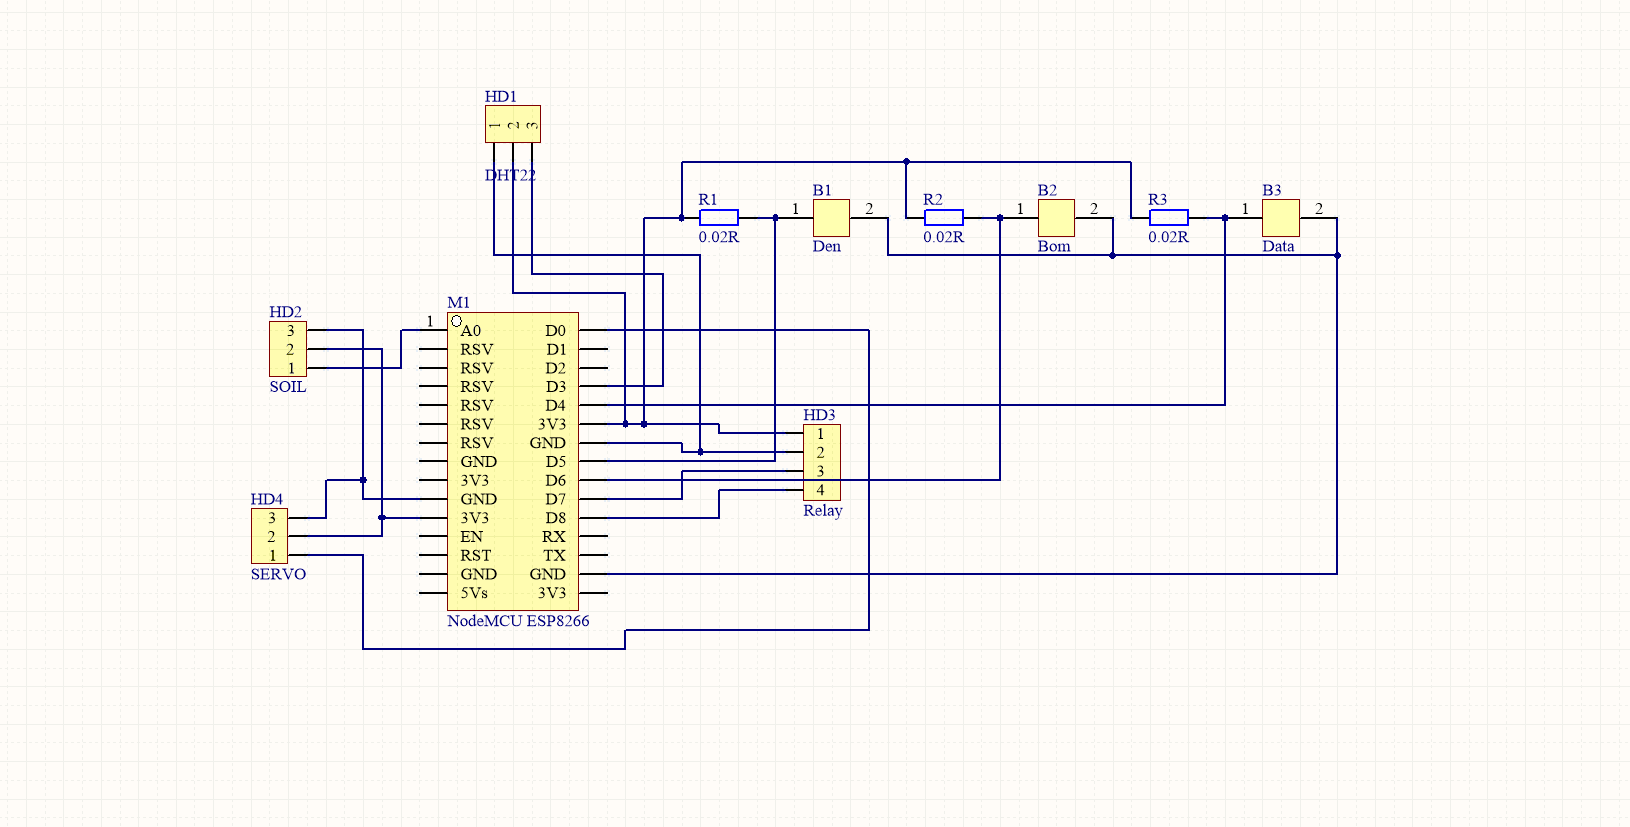 HD1
1 2 3
DHT22
R1
0.02R
B1
1 2
Den
R2
0.02R
B2
1 2
Bom
R3
0.02R
B3
1 2
Data
HD2
3
2
1
SOIL
HD4
3
2
1
SERVO
M1
1
A0 D0
RSV D1
RSV D2
RSV D3
RSV D4
RSV 3V3
RSV GND
GND D5
3V3 D6
GND D7
3V3 D8
EN RX
RST TX
GND GND
5Vs 3V3
NodeMCU ESP8266
HD3
1
2
3
4
Relay